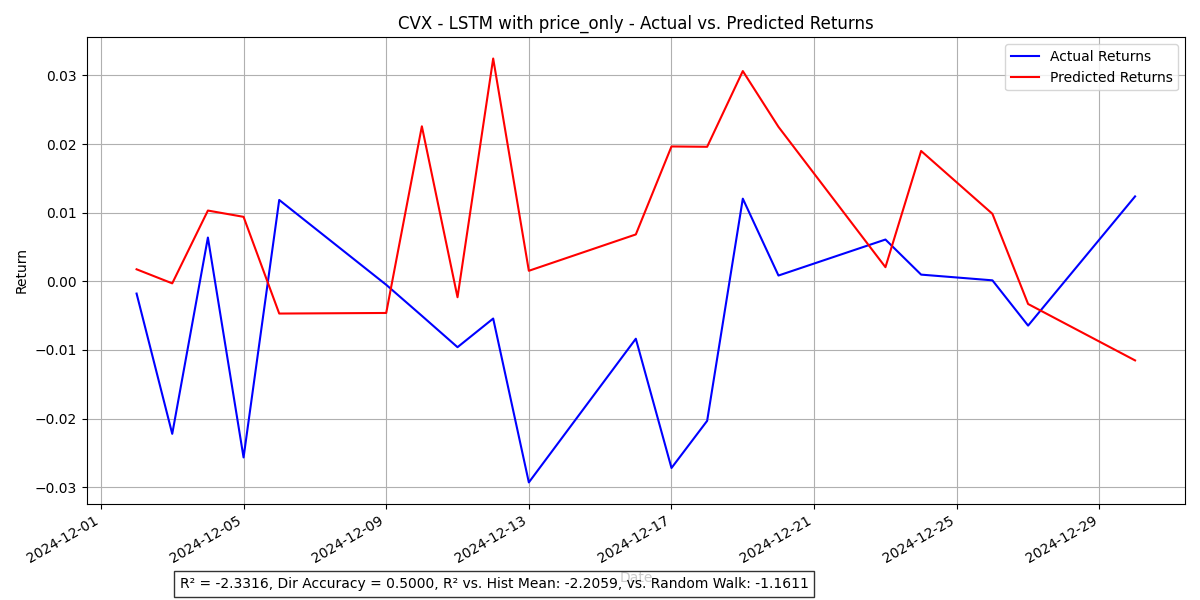 CVX - LSTM with price_only - Actual vs. Predicted Returns
Actual Returns
Predicted Returns
Return
0.03
0.02
0.01
0.00
−0.01
−0.02
−0.03
2024-12-01
2024-12-05
2024-12-09
2024-12-13
2024-12-17
2024-12-21
2024-12-25
2024-12-29
Date
R² = -2.3316, Dir Accuracy = 0.5000, R² vs. Hist Mean: -2.2059, vs. Random Walk: -1.1611